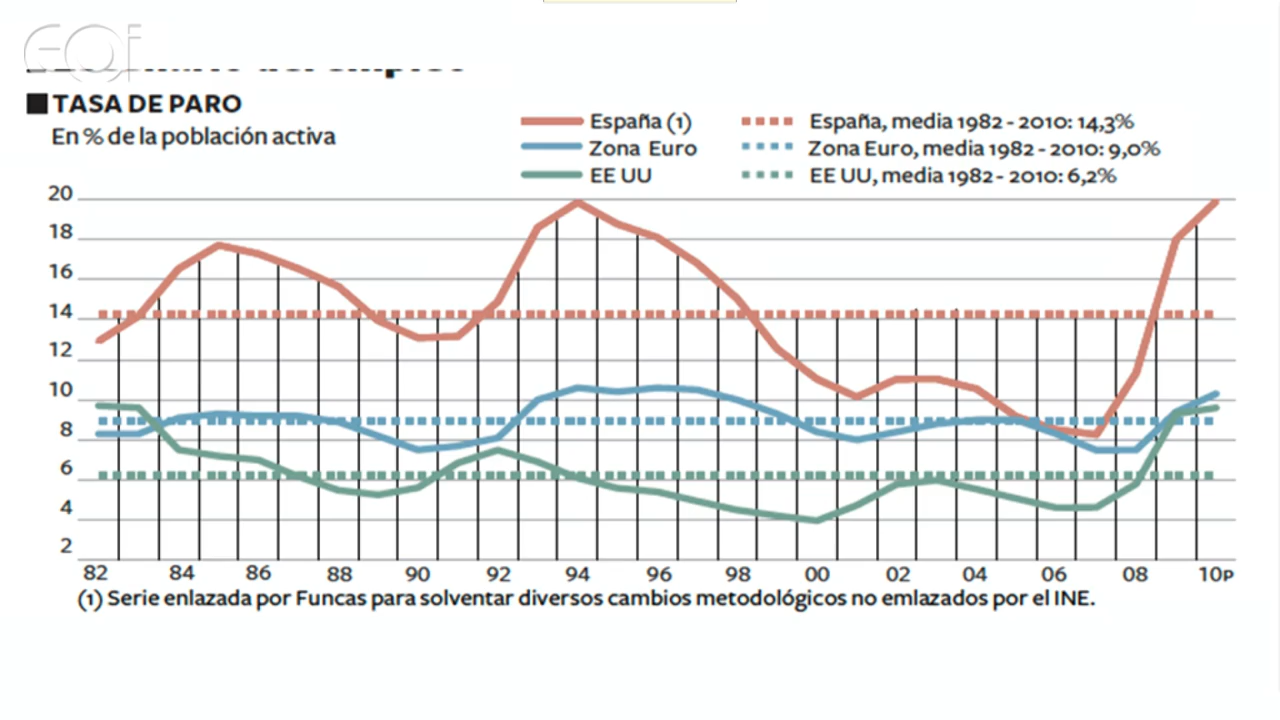 EOI
TASA DE PARO
En % de la población activa
España (1)
España, media 1982 - 2010: 14,3%
Zona Euro
Zona Euro, media 1982 - 2010: 9,0%
EE UU
EE UU, media 1982 - 2010: 6,2%
20
18
16
14
12
10
8
6
4
2
82 84 86 88 90 92 94 96 98 00 02 04 06 08 10P
(1) Serie enlazada por Funcas para solventar diversos cambios metodológicos no emlazados por el INE.